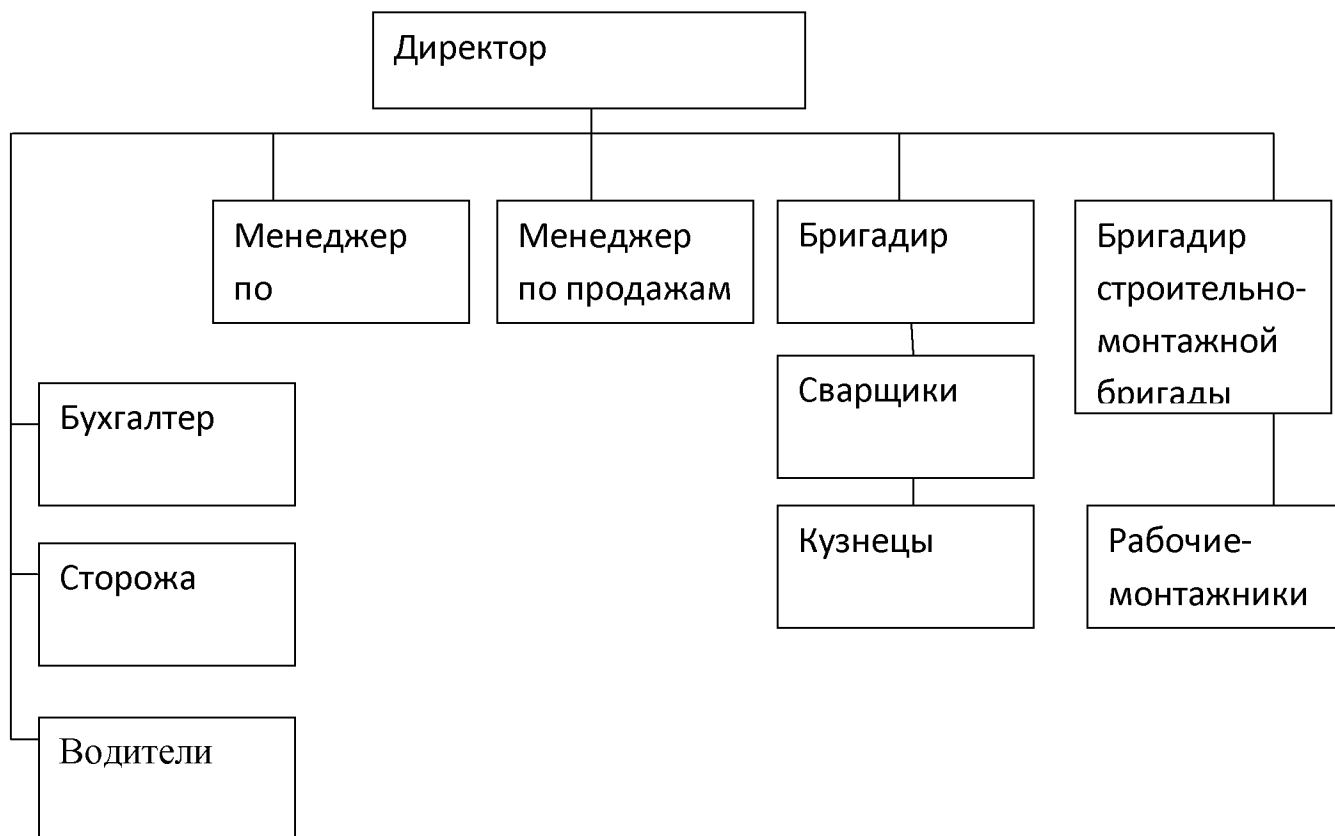 Директор
Менеджер
по
Менеджер
по продажам
Бригадир
Бригадир
строительно-
монтажной
бригады
Сварщики
Бухгалтер
Кузнецы
Рабочие-
монтажники
Сторожа
Водители